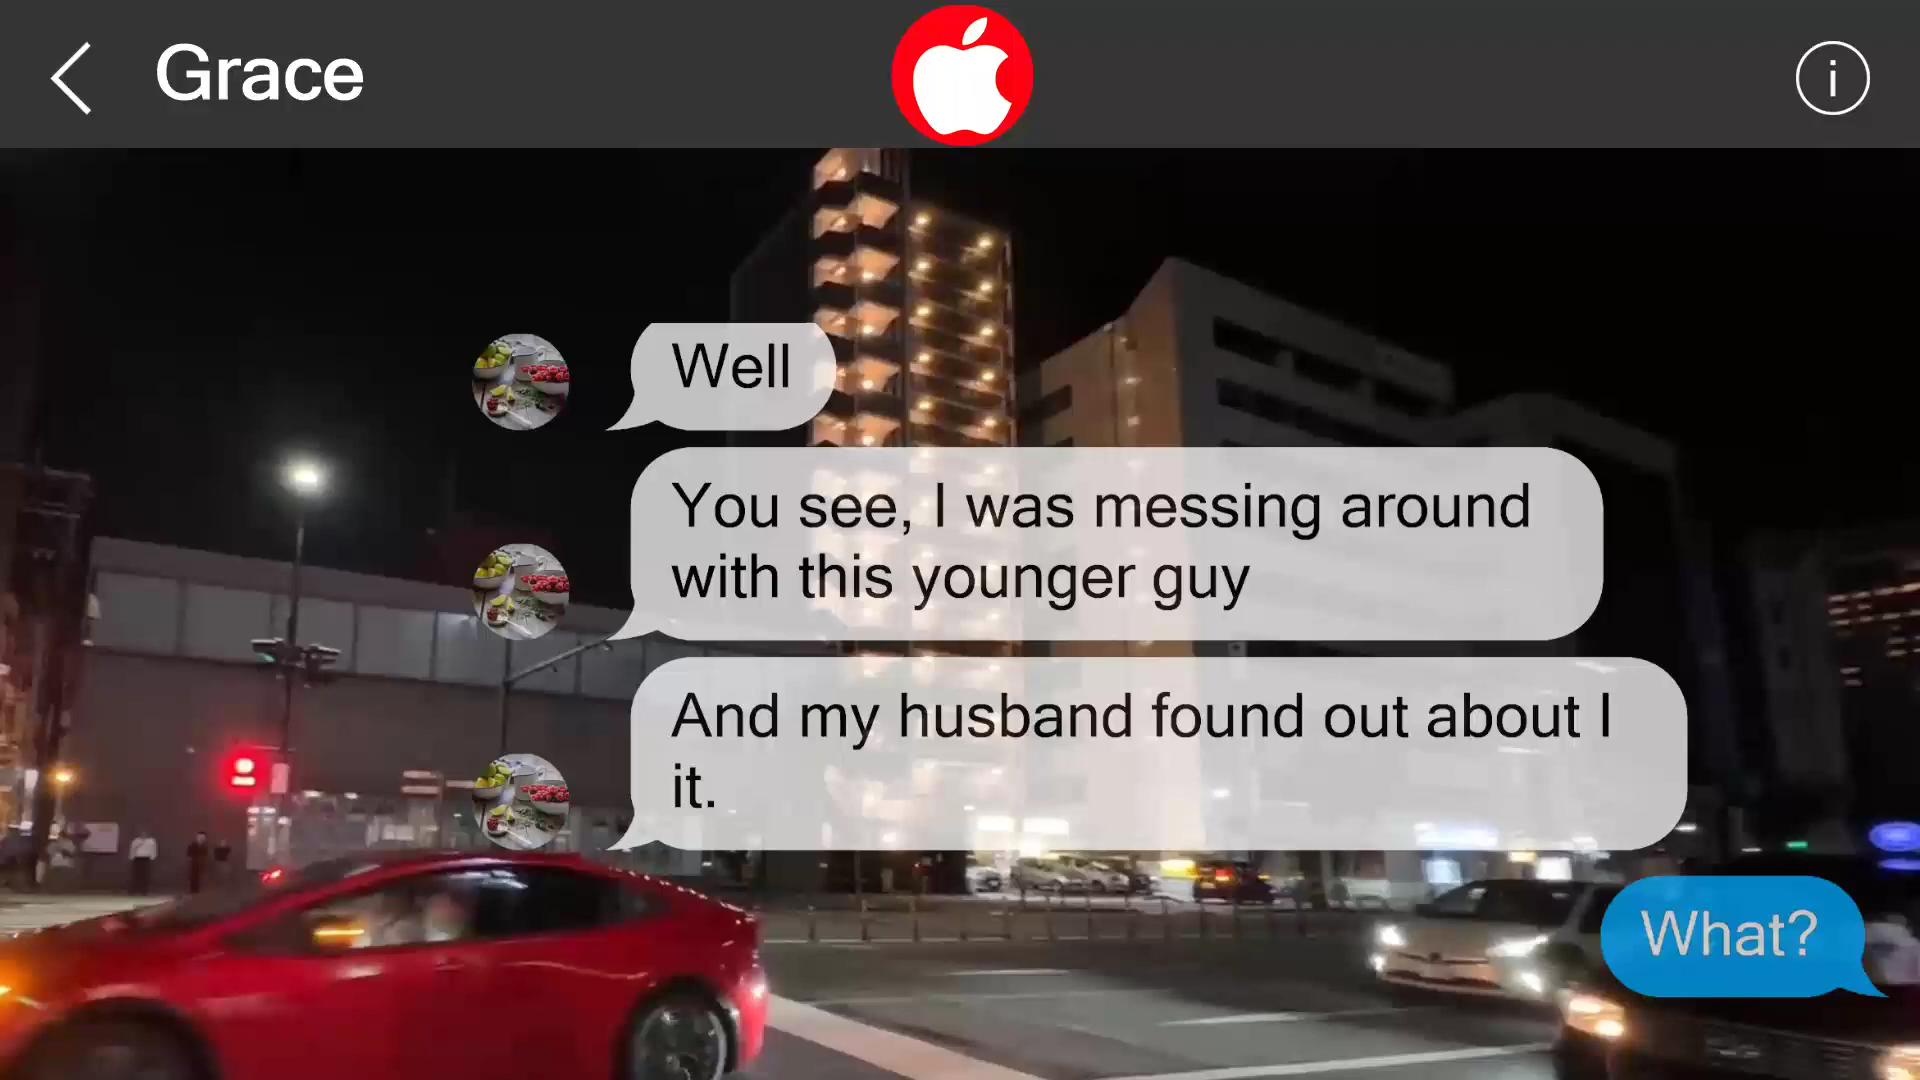 Grace
i
Well
You see, I was messing around
with this younger guy
And my husband found out about I
it.
What?